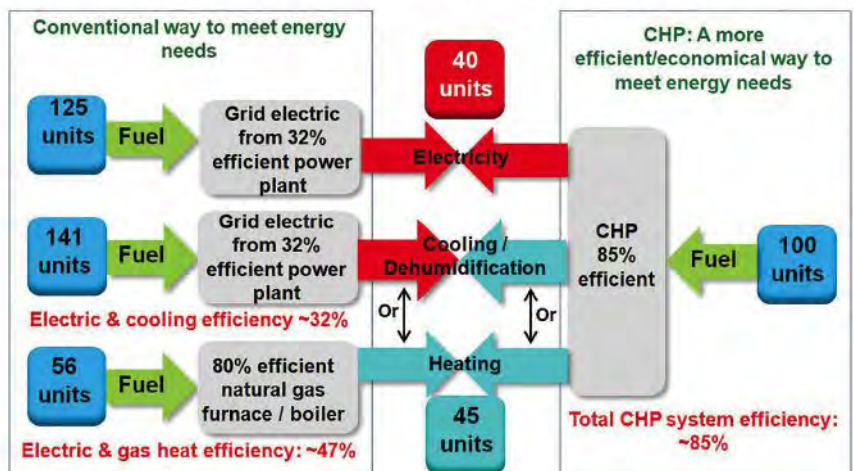 Conventional way to meet energy
needs
125
units
Fuel
Grid electric
from 32%
efficient power
plant
141
units
Fuel
Grid electric
from 32%
efficient power
plant
Electric & cooling efficiency ~32%
56
units
Fuel
80% efficient
natural gas
furnace / boiler
Electric & gas heat efficiency: ~47%
40
units
Electricity
Cooling /
Dehumidification
Or
Or
Heating
45
units
CHP: A more
efficient/economical way to
meet energy needs
CHP
85%
efficient
Fuel
100
units
Total CHP system efficiency:
~85%